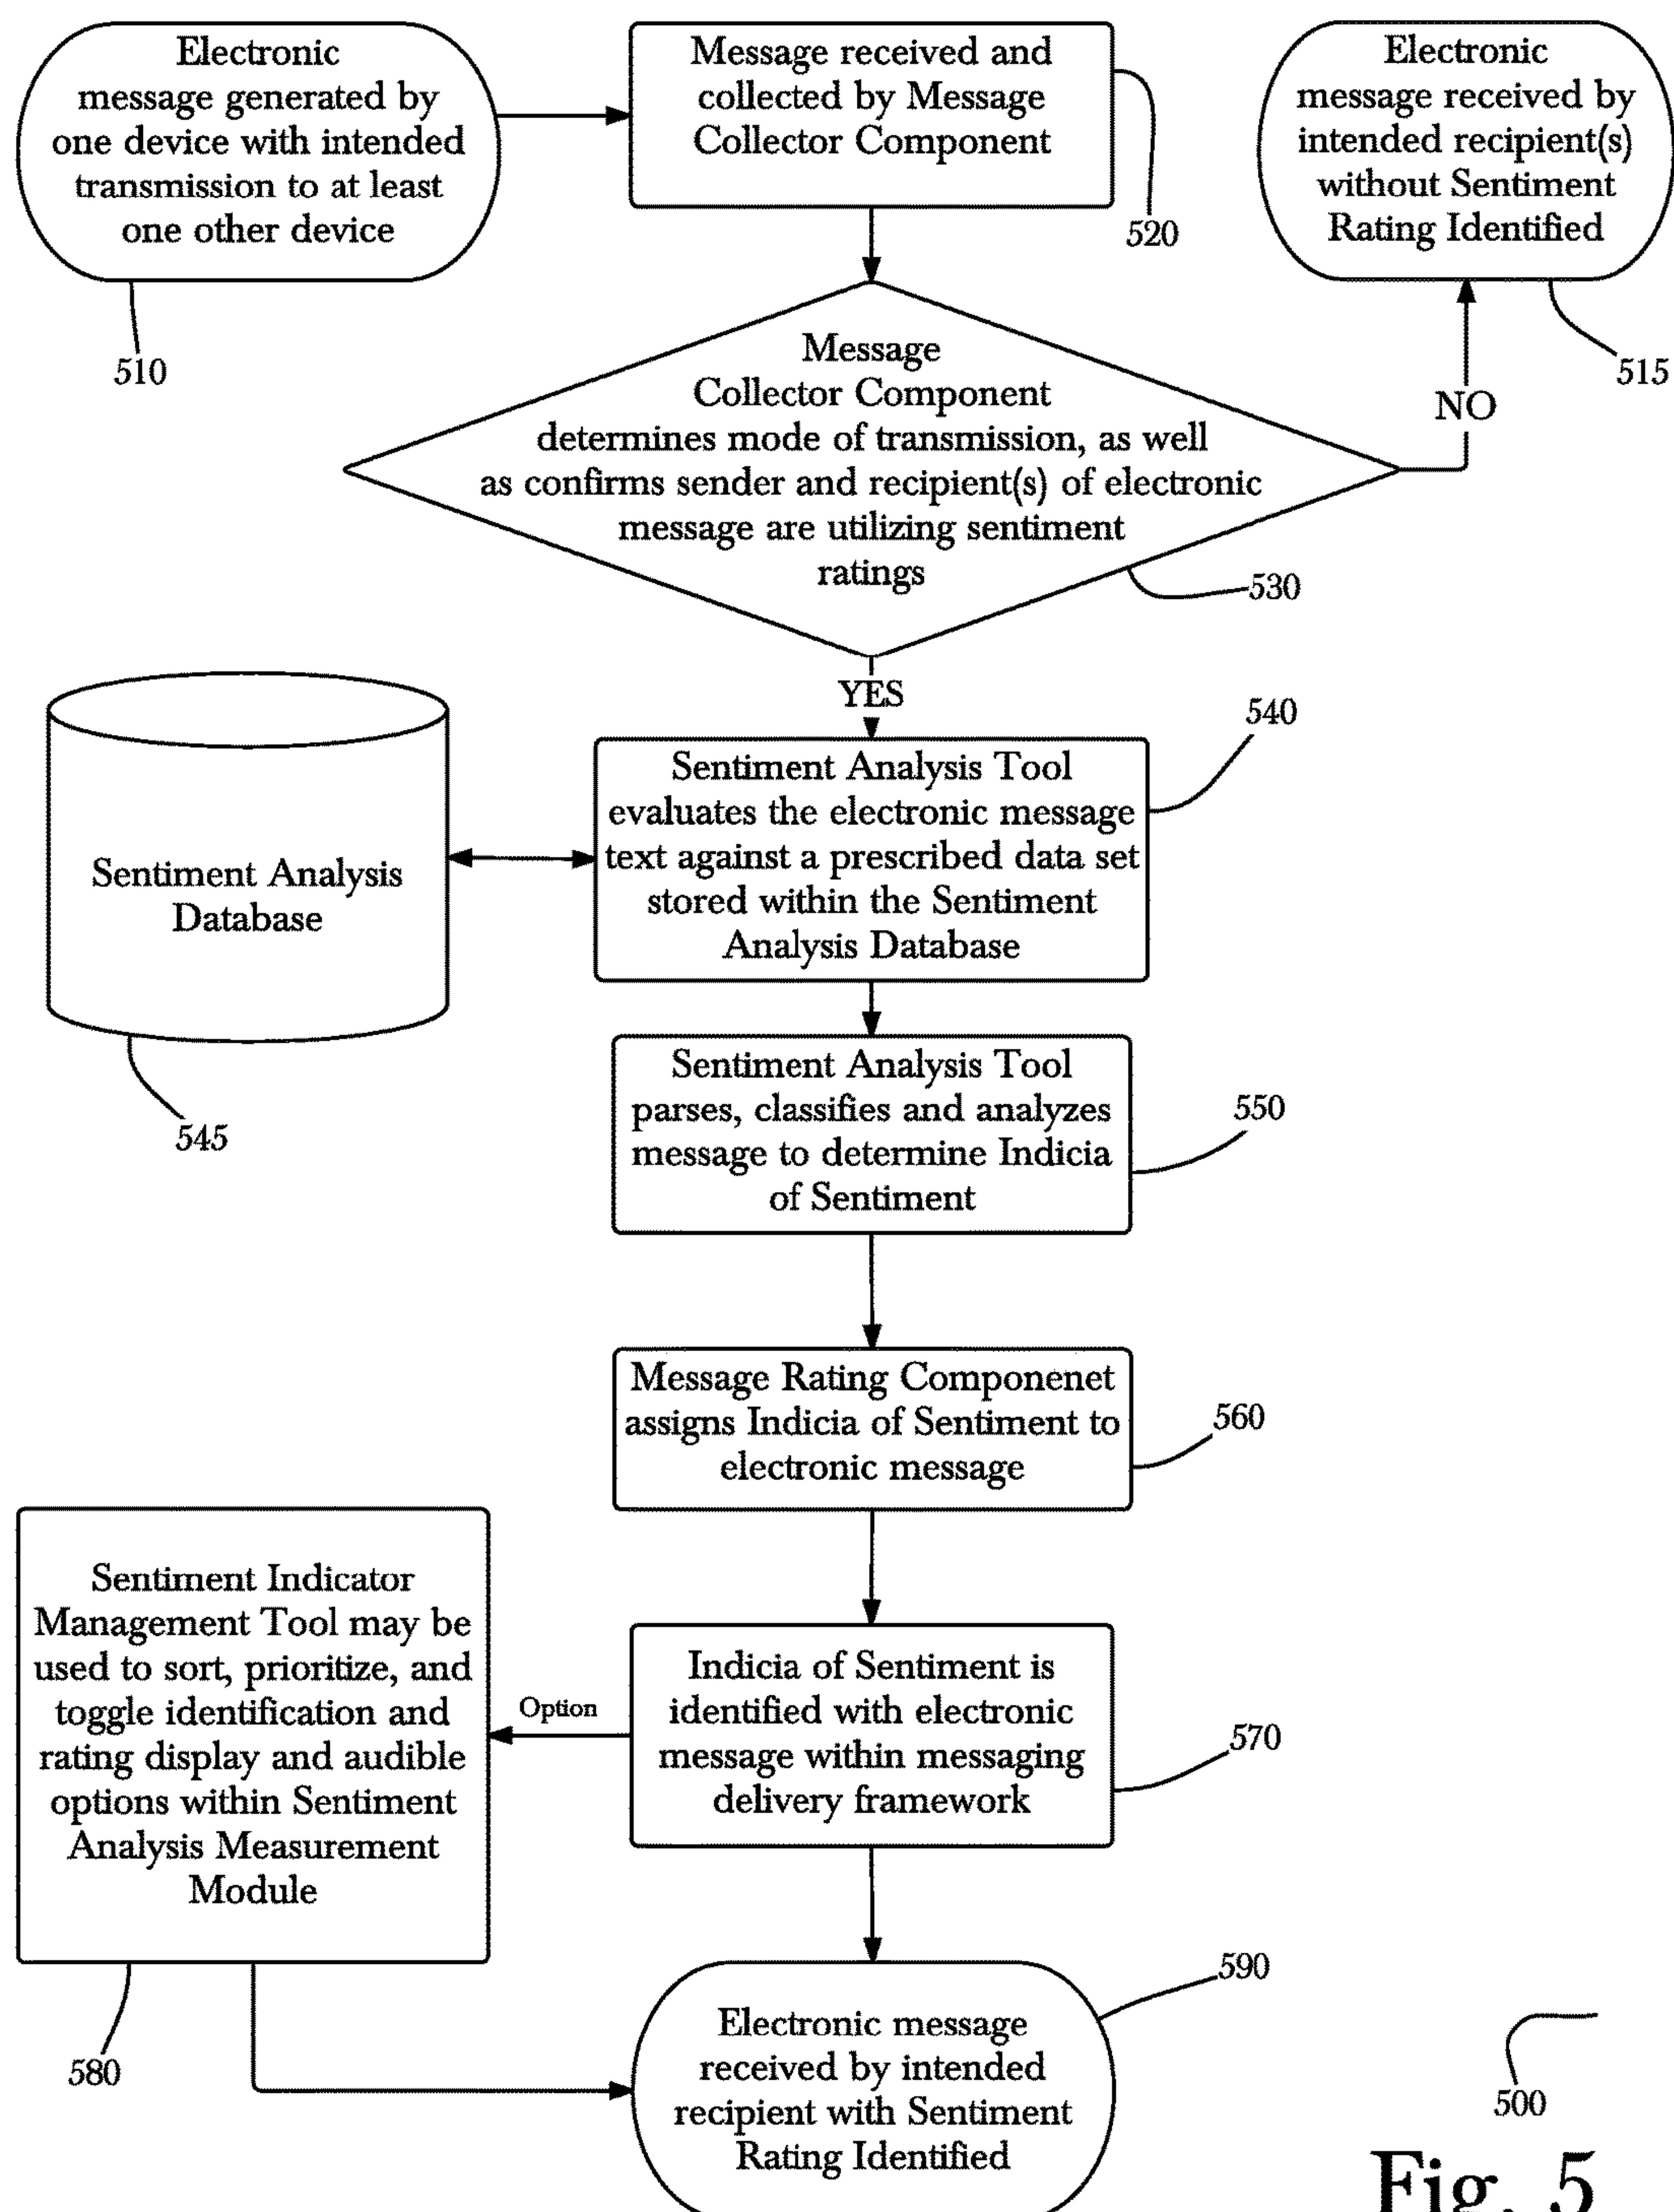 Electronic
message generated by
one device with intended
transmission to at least
one other device
510
Message received and
collected by Message
Collector Component
520
Electronic
message received by
intended recipient(s)
without Sentiment
Rating Identified
515
NO
Message
Collector Component
determines mode of transmission, as well
as confirms sender and recipient(s) of electronic
message are utilizing sentiment
ratings
530
YES
Sentiment Analysis
Database
545
Sentiment Analysis Tool
evaluates the electronic message
text against a prescribed data set
stored within the Sentiment
Analysis Database
540
Sentiment Analysis Tool
parses, classifies and analyzes
message to determine Indicia
of Sentiment
550
Message Rating Componenet
assigns Indicia of Sentiment to
electronic message
560
Indicia of Sentiment is
identified with electronic
message within messaging
delivery framework
570
Option
Sentiment Indicator
Management Tool may be
used to sort, prioritize, and
toggle identification and
rating display and audible
options within Sentiment
Analysis Measurement
Module
580
Electronic message
received by intended
recipient with Sentiment
Rating Identified
590
500
Fig. 5